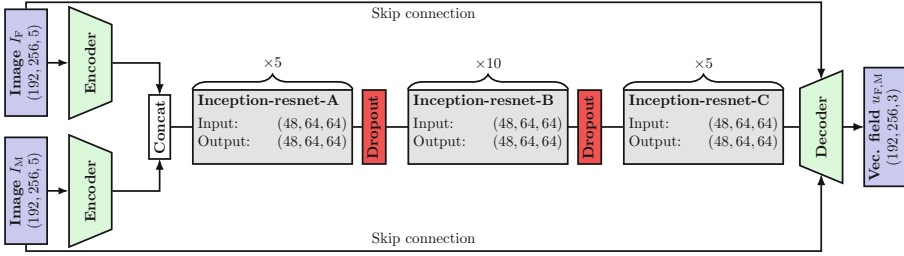 Skip connection
Image I_F
(192, 256, 5)
Encoder
Image I_M
(192, 256, 5)
Encoder
Concat
×5
Inception-resnet-A
Input: (48, 64, 64)
Output: (48, 64, 64)
Dropout
×10
Inception-resnet-B
Input: (48, 64, 64)
Output: (48, 64, 64)
Dropout
×5
Inception-resnet-C
Input: (48, 64, 64)
Output: (48, 64, 64)
Decoder
Vec. field u_F,M
(192, 256, 3)
Skip connection